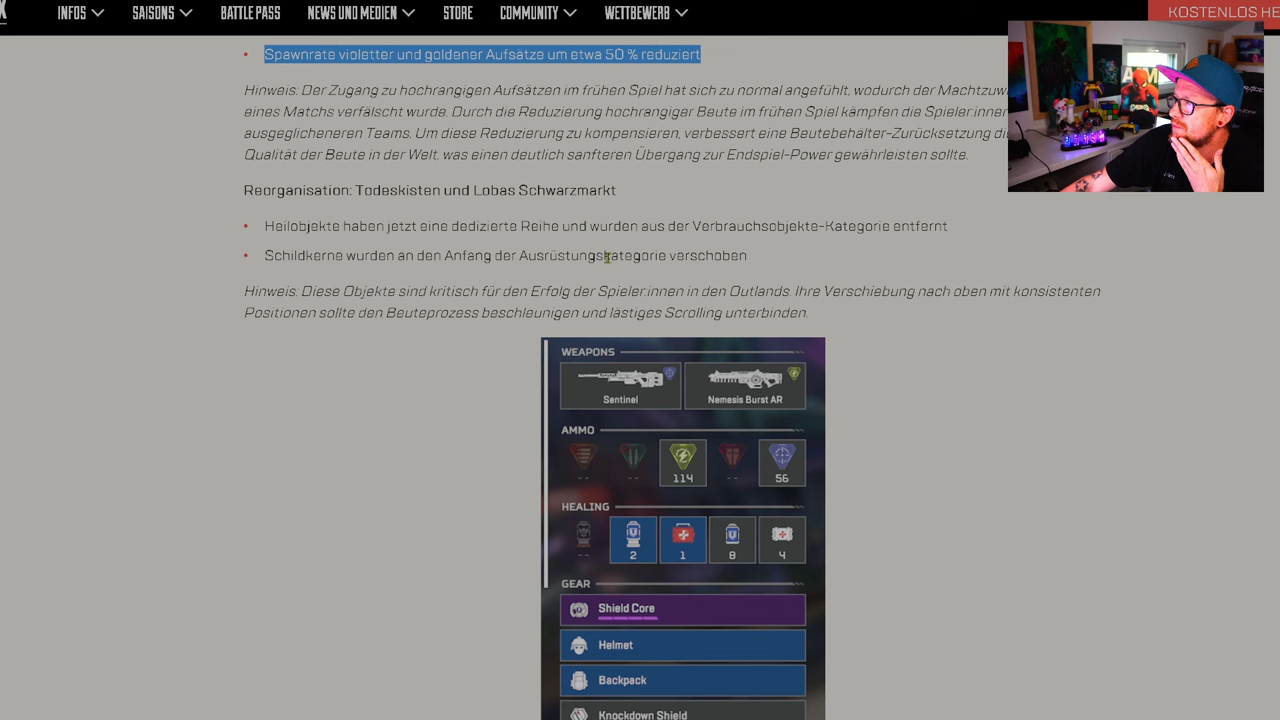 INFOS SAISONS BATTLE PASS NEWS UND MEDIEN STORE COMMUNITY WETTBEWERB KOSTENLOS HE
• Spawnrate violetter und goldener Aufsätze um etwa 50 % reduziert
Hinweis: Der Zugang zu hochrangigen Aufsätzen im frühen Spiel hat sich zu normal angefühlt, wodurch der
eines Matchs verfälscht Durch die Reduzierung hochrangiger Beute im frühen Spiel kämpfen die Spieler:innen
ausgeglicheneren Teams. Um diese Reduzierung zu kompensieren, verbessert eine Beutebehälter-Zurücksetzung
Qualität der Beute in der Welt, was einen deutlich sanfteren Übergang zur Endspiel-Power gewährleisten sollte.
Reorganisation: Todeskisten und Lobas Schwarzmarkt
• Heilobjekte haben jetzt eine dedizierte Reihe und wurden aus der Verbrauchsobjekte-Kategorie entfernt
• Schildkerne wurden an den Anfang der Ausrüstungskategorie verschoben
Hinweis: Diese Objekte sind kritisch für den Erfolg der Spieler:innen in den Outlands. Ihre Verschiebung nach oben mit konsistenten
Positionen sollte den Beuteprozess beschleunigen und lästiges Scrolling unterbinden.
WEAPONS
Sentinel Nemesis Burst AR
AMMO
-- -- 114 -- 56
HEALING
-- 2 1 8 4
GEAR
Shield Core
Helmet
Backpack
Knockdown Shield